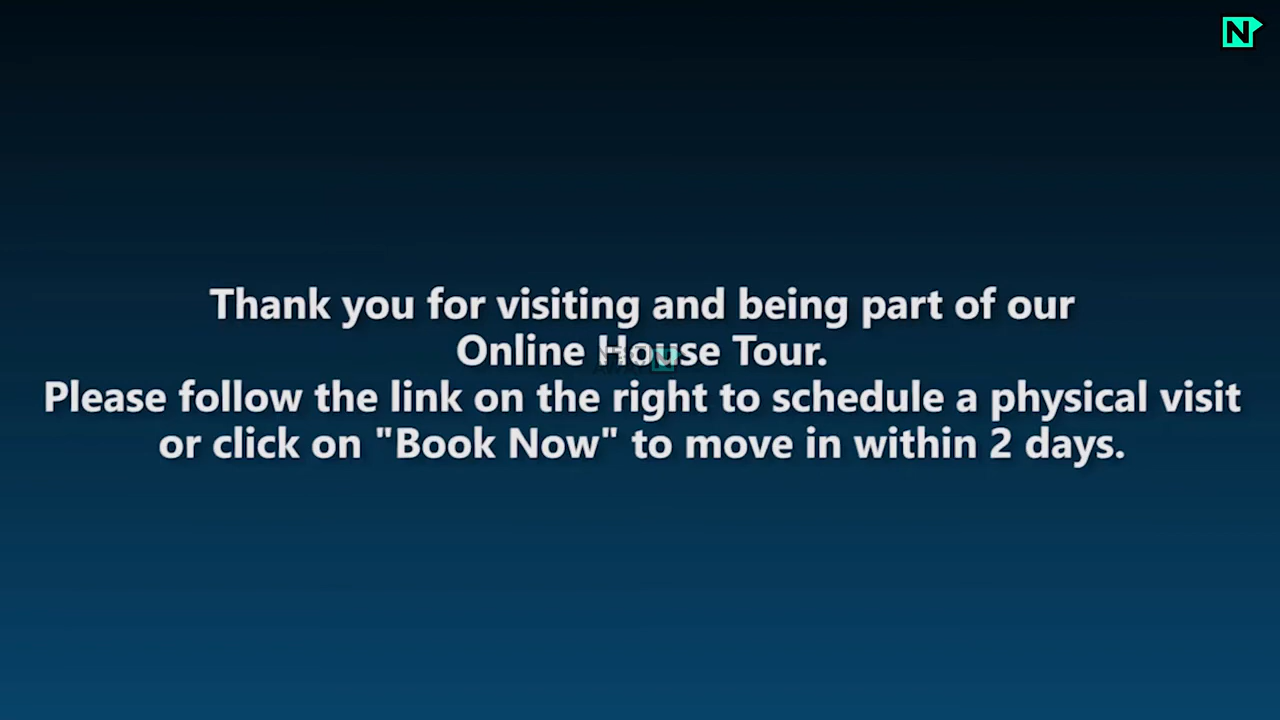 N
Thank you for visiting and being part of our
Online House Tour.
Please follow the link on the right to schedule a physical visit
or click on "Book Now" to move in within 2 days.